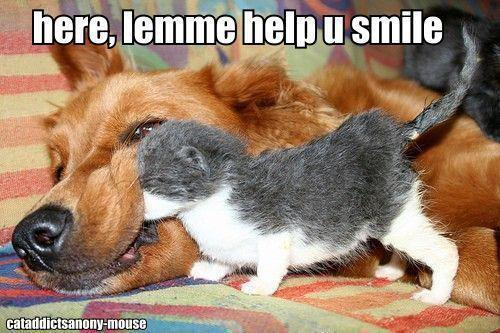 here, lemme help u smile
cataddictsanony-mouse